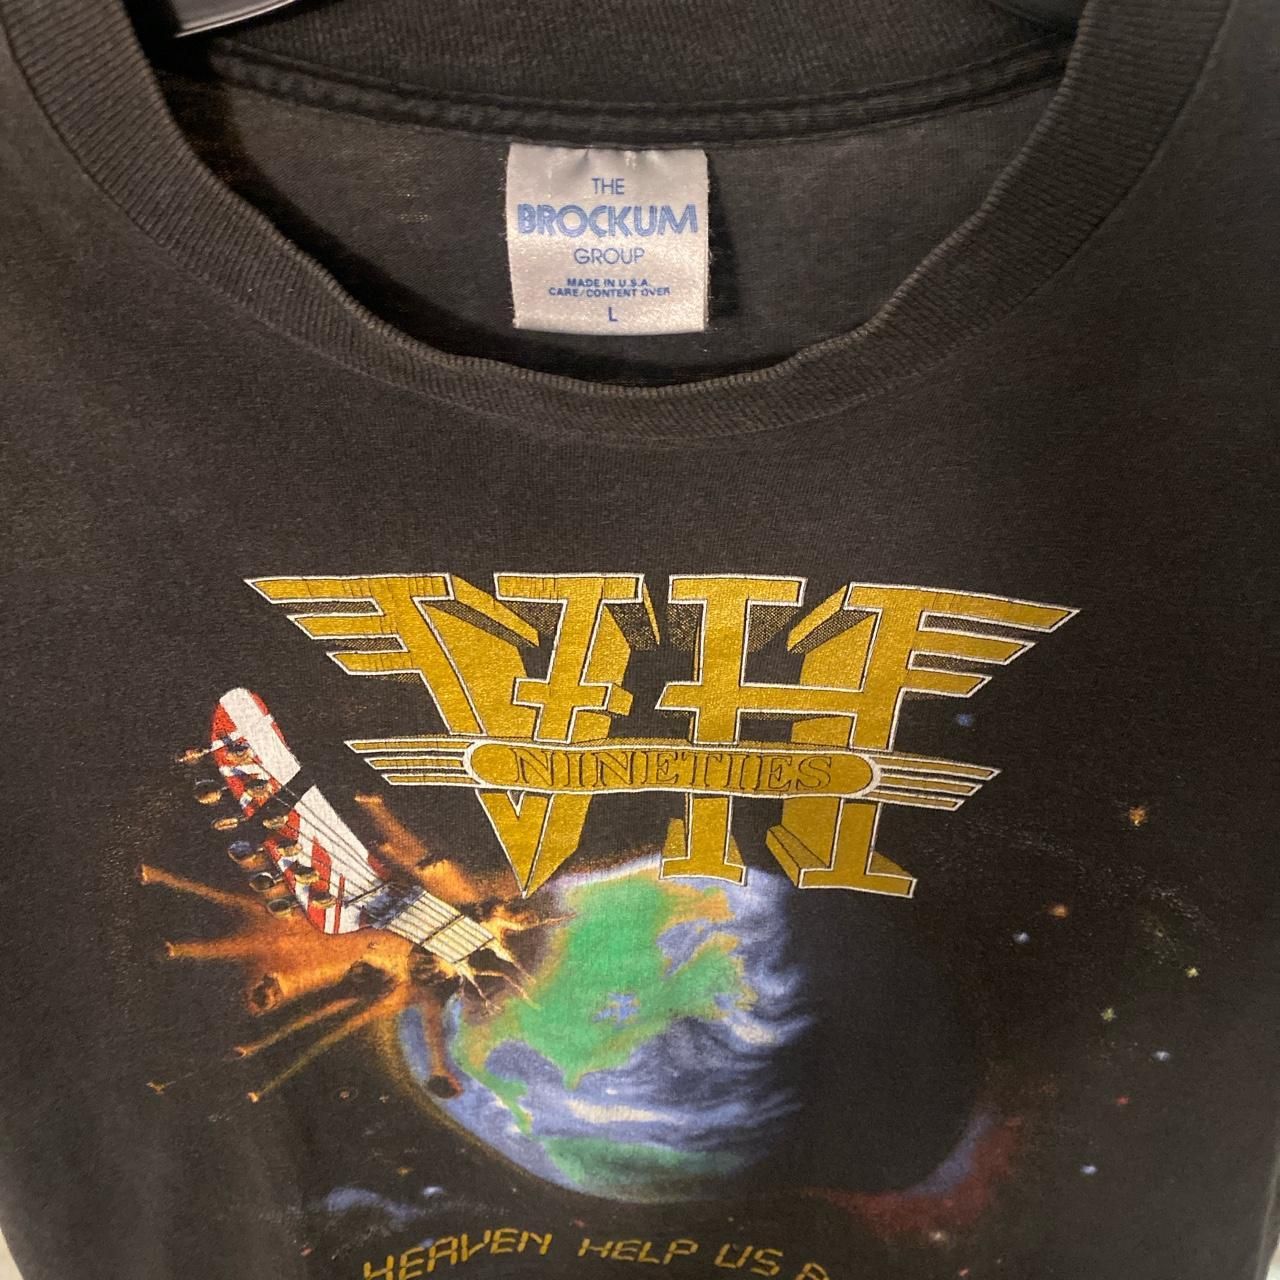 THE
BROCKUM
GROUP
MADE IN U.S.A.
CARE/CONTENT OVER
L
VH
NINETIES
HEAVEN HELP US